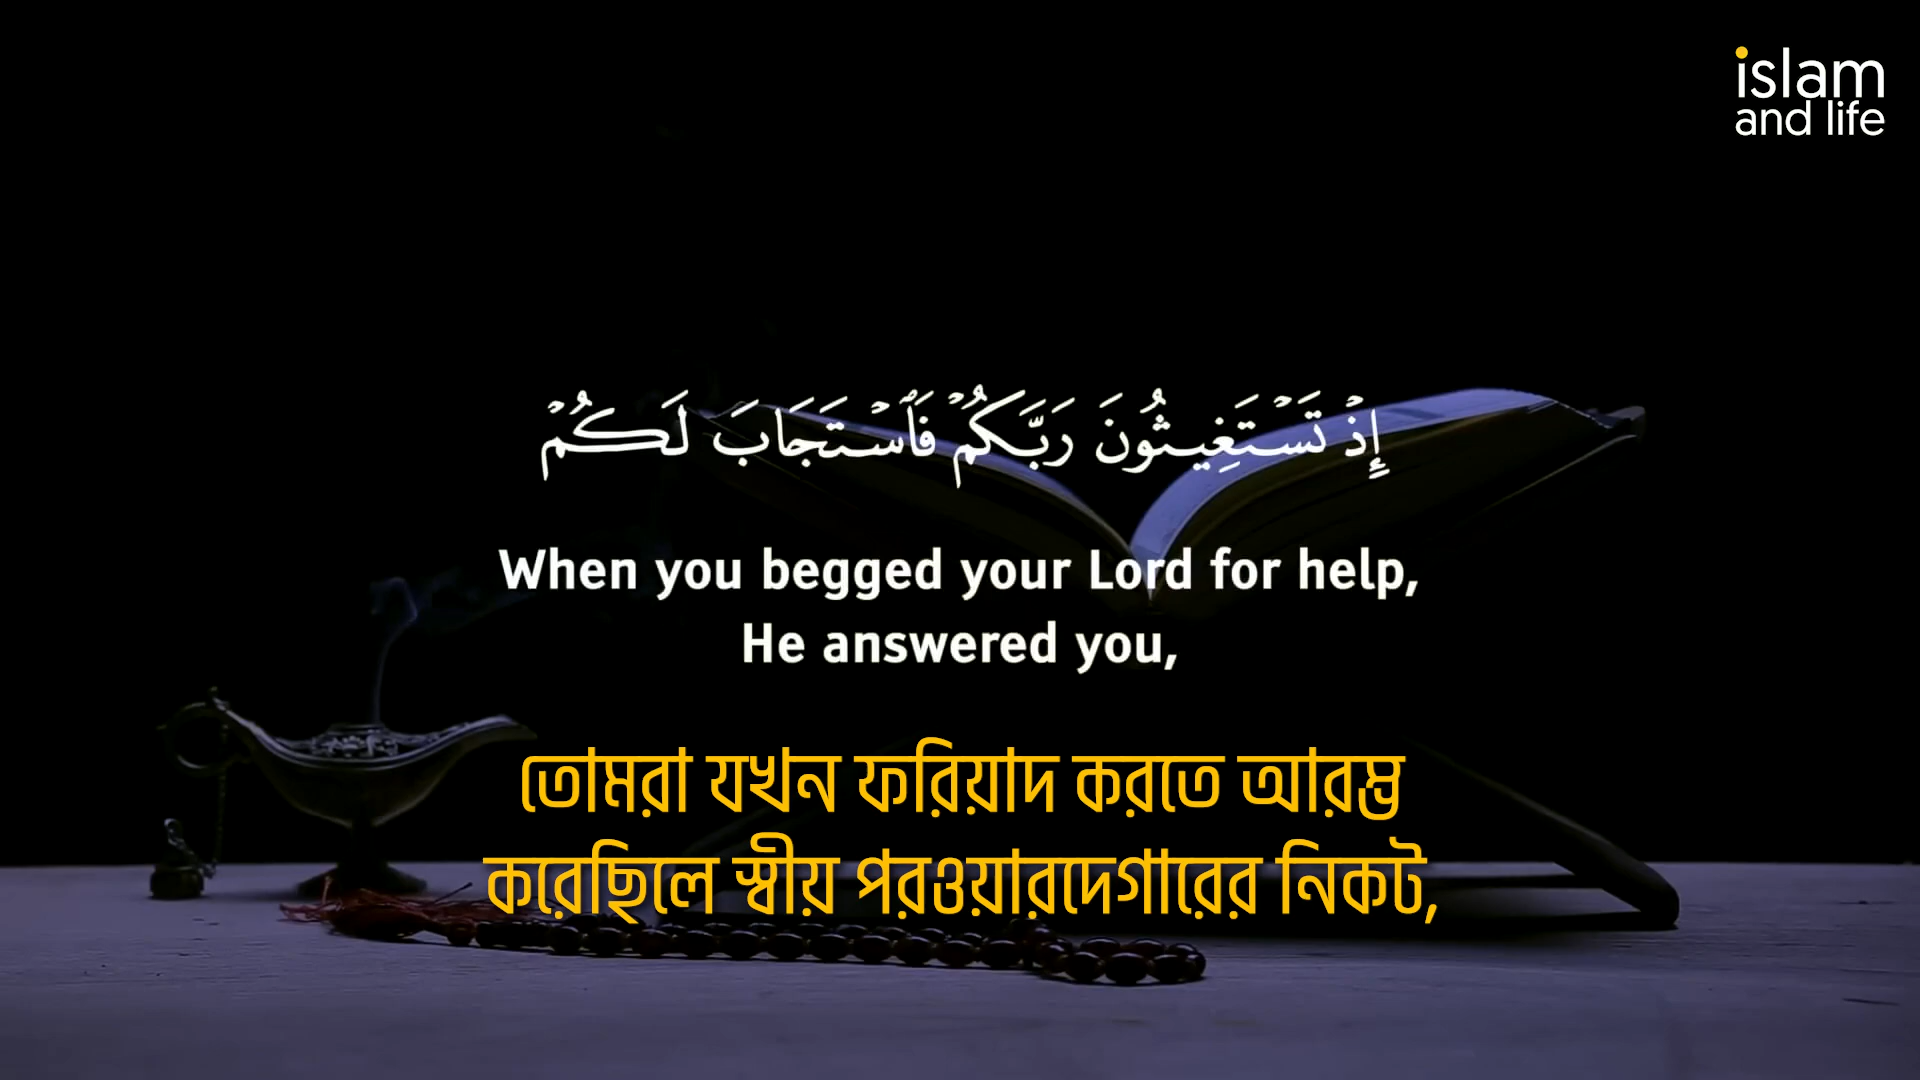 islam
and life
إِذْ تَسْتَغِيثُونَ رَبَّكُمْ فَٱسْتَجَابَ لَكُمْ
When you begged your Lord for help,
He answered you,
তোমরা যখন ফরিয়াদ করতে আরম্ভ
করেছিলে স্বীয় পরওয়ারদেগারের নিকট,